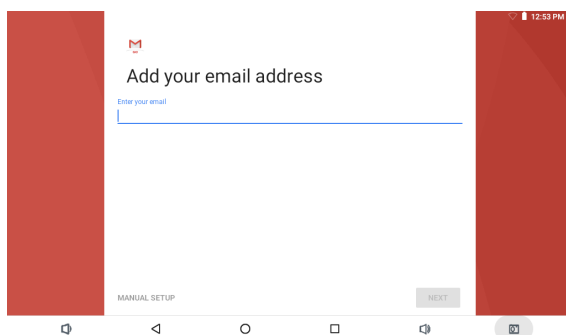 12:53 PM
Add your email address
Enter your email
MANUAL SETUP
NEXT